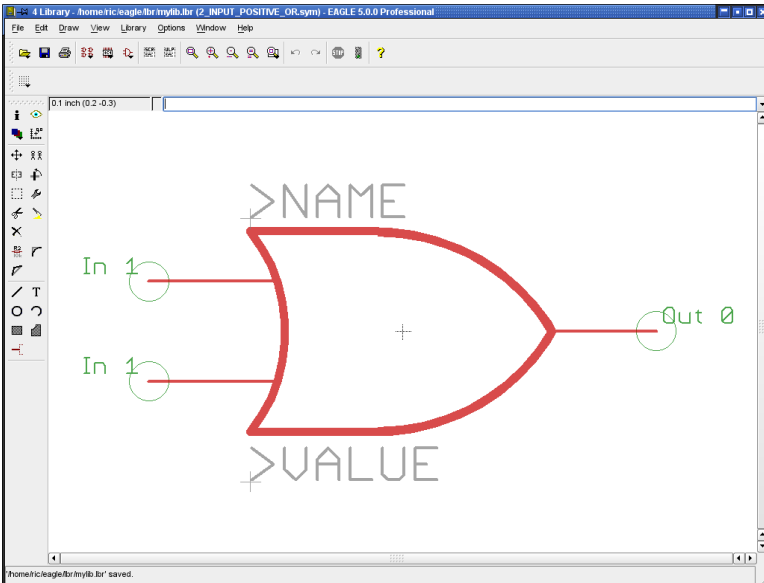 4 Library - /home/ric/eagle/lbr/mylib.lbr (2_INPUT_POSITIVE_OR.sym) - EAGLE 5.0.0 Professional
File Edit Draw View Library Options Window Help
0.1 inch (0.2 -0.3)
>NAME
In 1
Out 0
In 1
>VALUE
'/home/ric/eagle/lbr/mylib.lbr' saved.